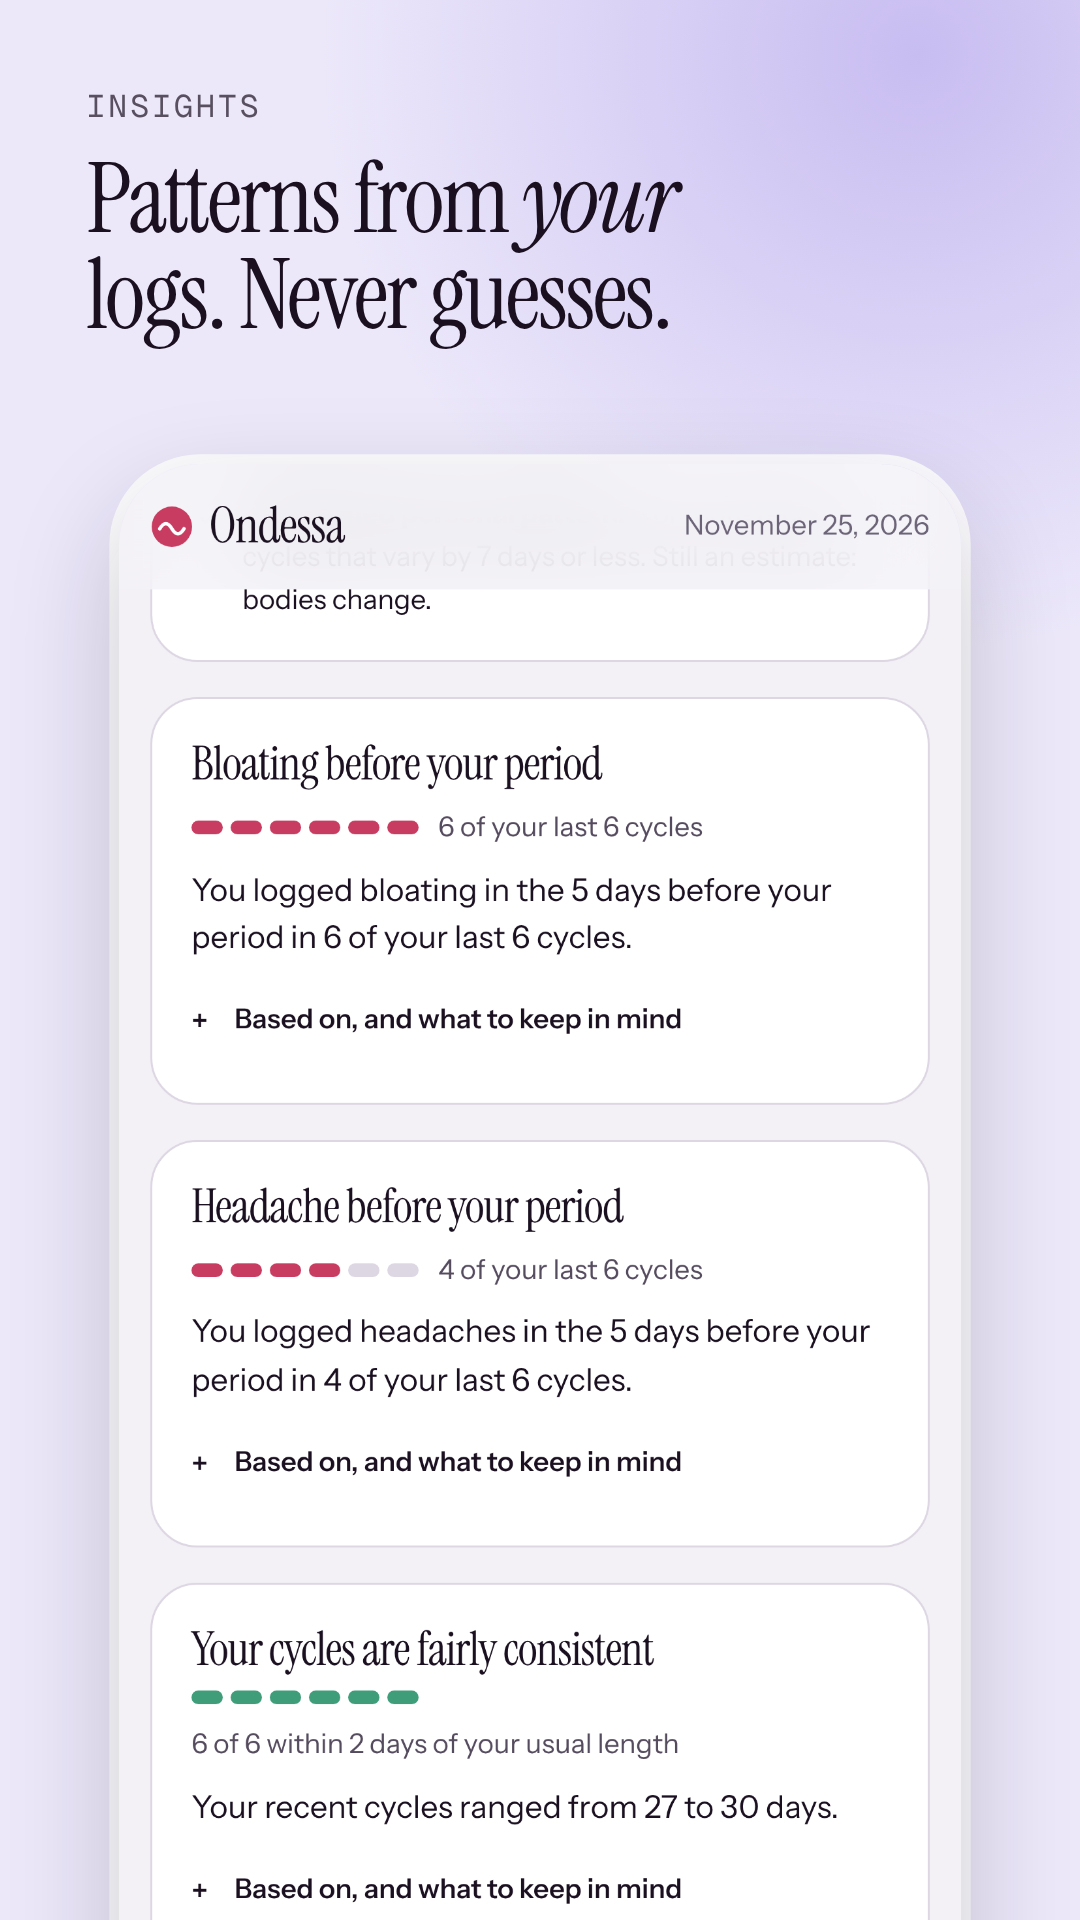 INSIGHTS
Patterns from your
logs. Never guesses.
Ondessa
November 25, 2026
cycles that vary by 7 days or less. Still an estimate:
bodies change.
Bloating before your period
6 of your last 6 cycles
You logged bloating in the 5 days before your
period in 6 of your last 6 cycles.
+ Based on, and what to keep in mind
Headache before your period
4 of your last 6 cycles
You logged headaches in the 5 days before your
period in 4 of your last 6 cycles.
+ Based on, and what to keep in mind
Your cycles are fairly consistent
6 of 6 within 2 days of your usual length
Your recent cycles ranged from 27 to 30 days.
+ Based on, and what to keep in mind